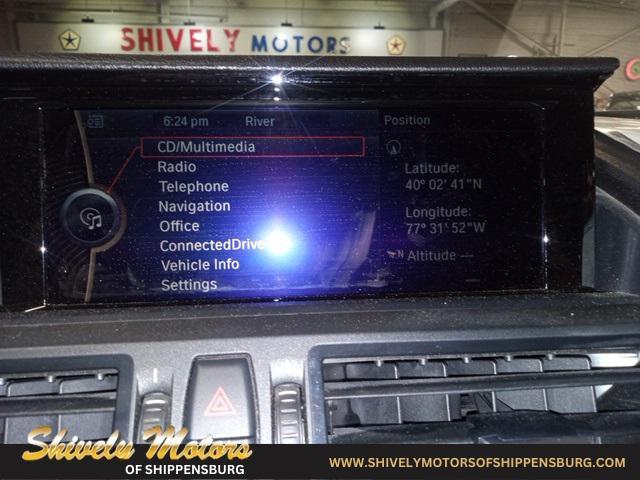 SHIVELY MOTORS
6:24 pm River
Position
CD/Multimedia
Radio
Telephone
Navigation
Office
ConnectedDrive
Vehicle Info
Settings
Latitude:
40° 02' 41"N
Longitude:
77° 31' 52"W
N Altitude ---
Shively Motors
OF SHIPPENSBURG
WWW.SHIVELYMOTORSOFSHIPPENSBURG.COM